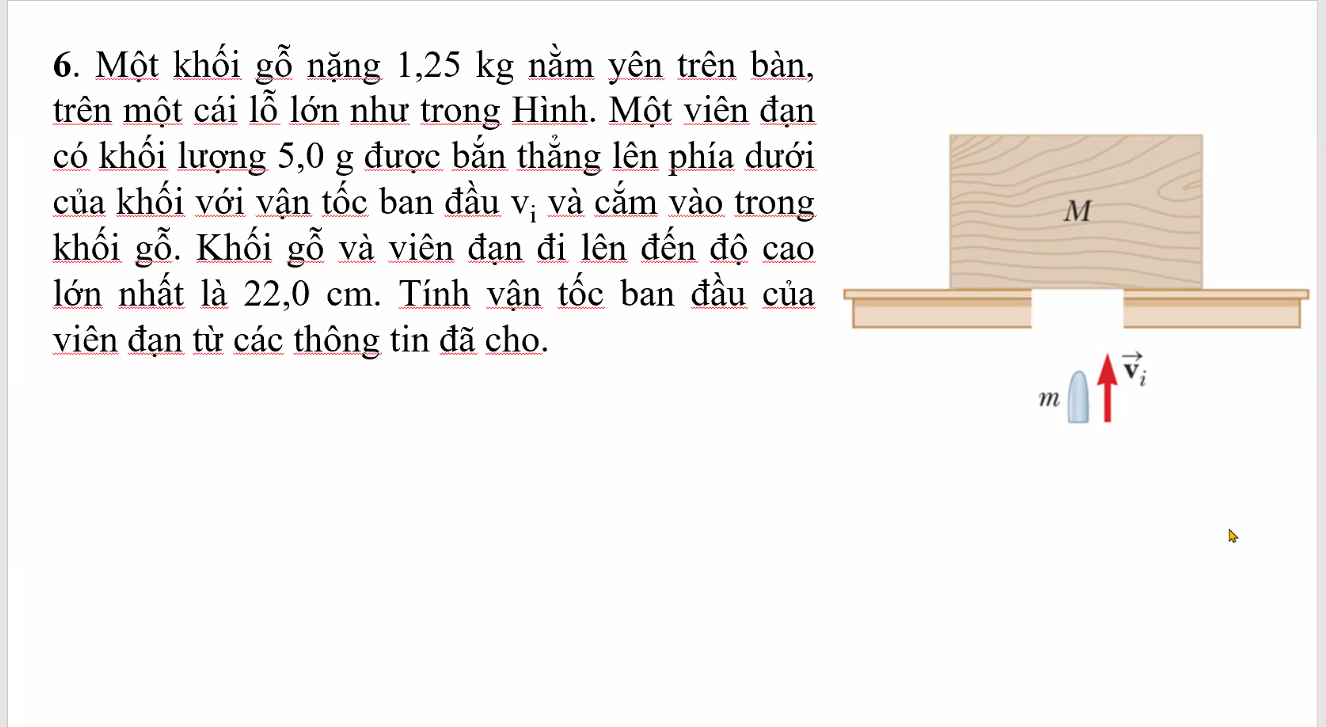 6. Một khối gỗ nặng 1,25 kg nằm yên trên bàn,
trên một cái lỗ lớn như trong Hình. Một viên đạn
có khối lượng 5,0 g được bắn thẳng lên phía dưới
của khối với vận tốc ban đầu vᵢ và cắm vào trong
khối gỗ. Khối gỗ và viên đạn đi lên đến độ cao
lớn nhất là 22,0 cm. Tính vận tốc ban đầu của
viên đạn từ các thông tin đã cho.
M
v⃗ᵢ
m